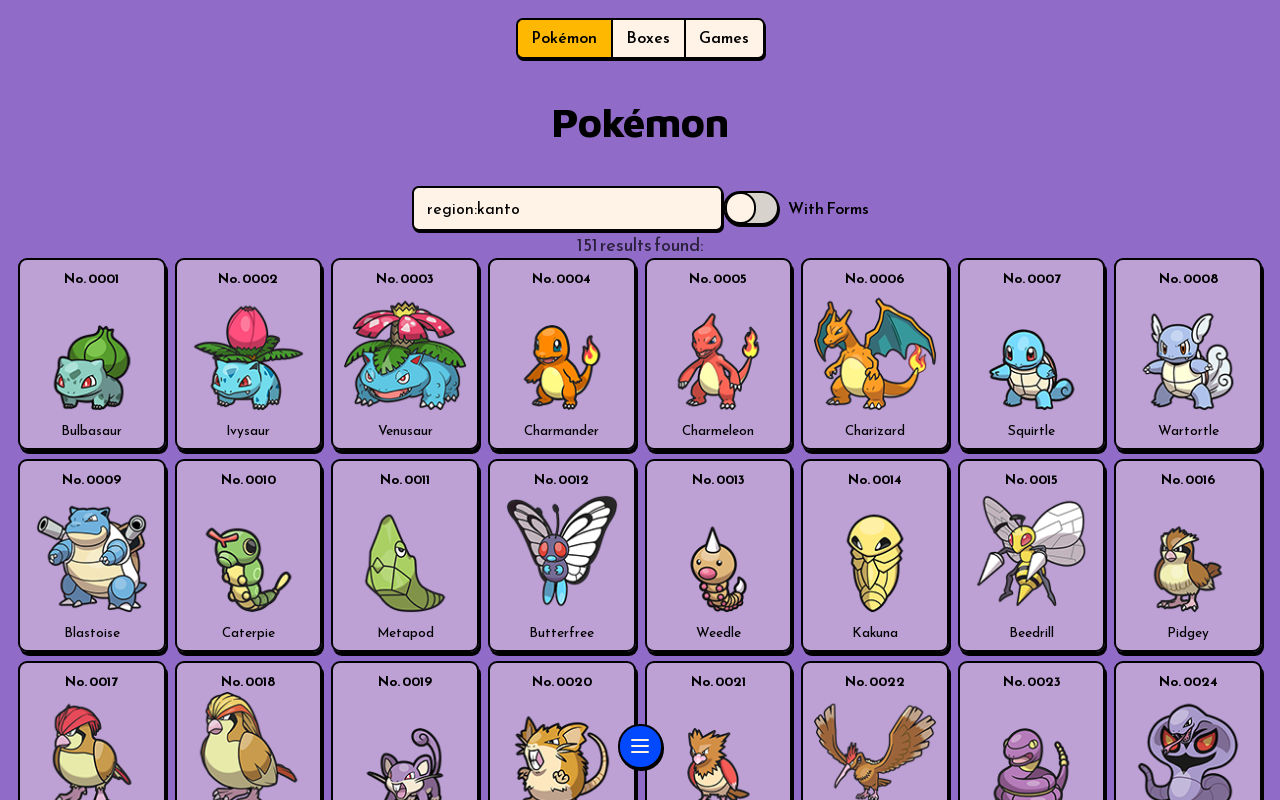 Pokémon Boxes Games
Pokémon
region:kanto With Forms
151 results found:
No. 0001 No. 0002 No. 0003 No. 0004 No. 0005 No. 0006 No. 0007 No. 0008
Bulbasaur Ivysaur Venusaur Charmander Charmeleon Charizard Squirtle Wartortle
No. 0009 No. 0010 No. 0011 No. 0012 No. 0013 No. 0014 No. 0015 No. 0016
Blastoise Caterpie Metapod Butterfree Weedle Kakuna Beedrill Pidgey
No. 0017 No. 0018 No. 0019 No. 0020 No. 0021 No. 0022 No. 0023 No. 0024